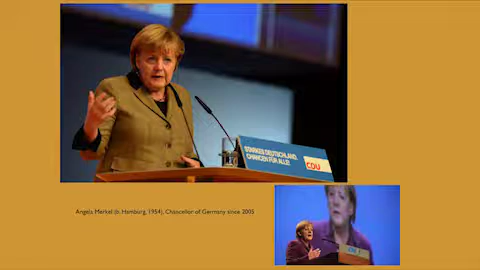 STARKES DEUTSCHLAND.
CHANCEN FÜR ALLE!
CDU
Angela Merkel (b. Hamburg, 1954), Chancellor of Germany since 2005